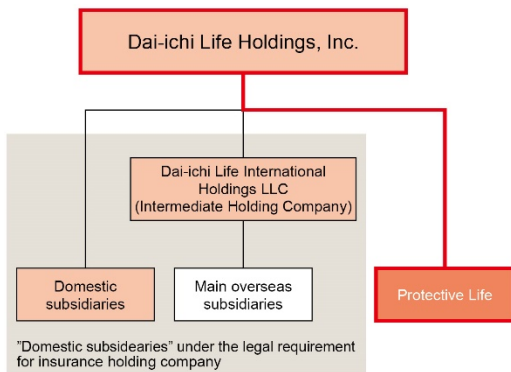 Dai-ichi Life Holdings, Inc.
Dai-ichi Life International
Holdings LLC
(Intermediate Holding Company)
Domestic
subsidiaries
Main overseas
subsidiaries
Protective Life
"Domestic subsidearies" under the legal requirement
for insurance holding company